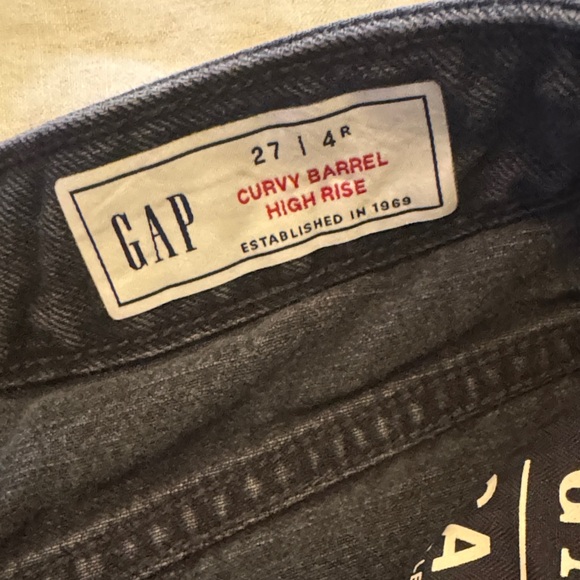 GAP
27 | 4R
CURVY BARREL
HIGH RISE
ESTABLISHED IN 1969